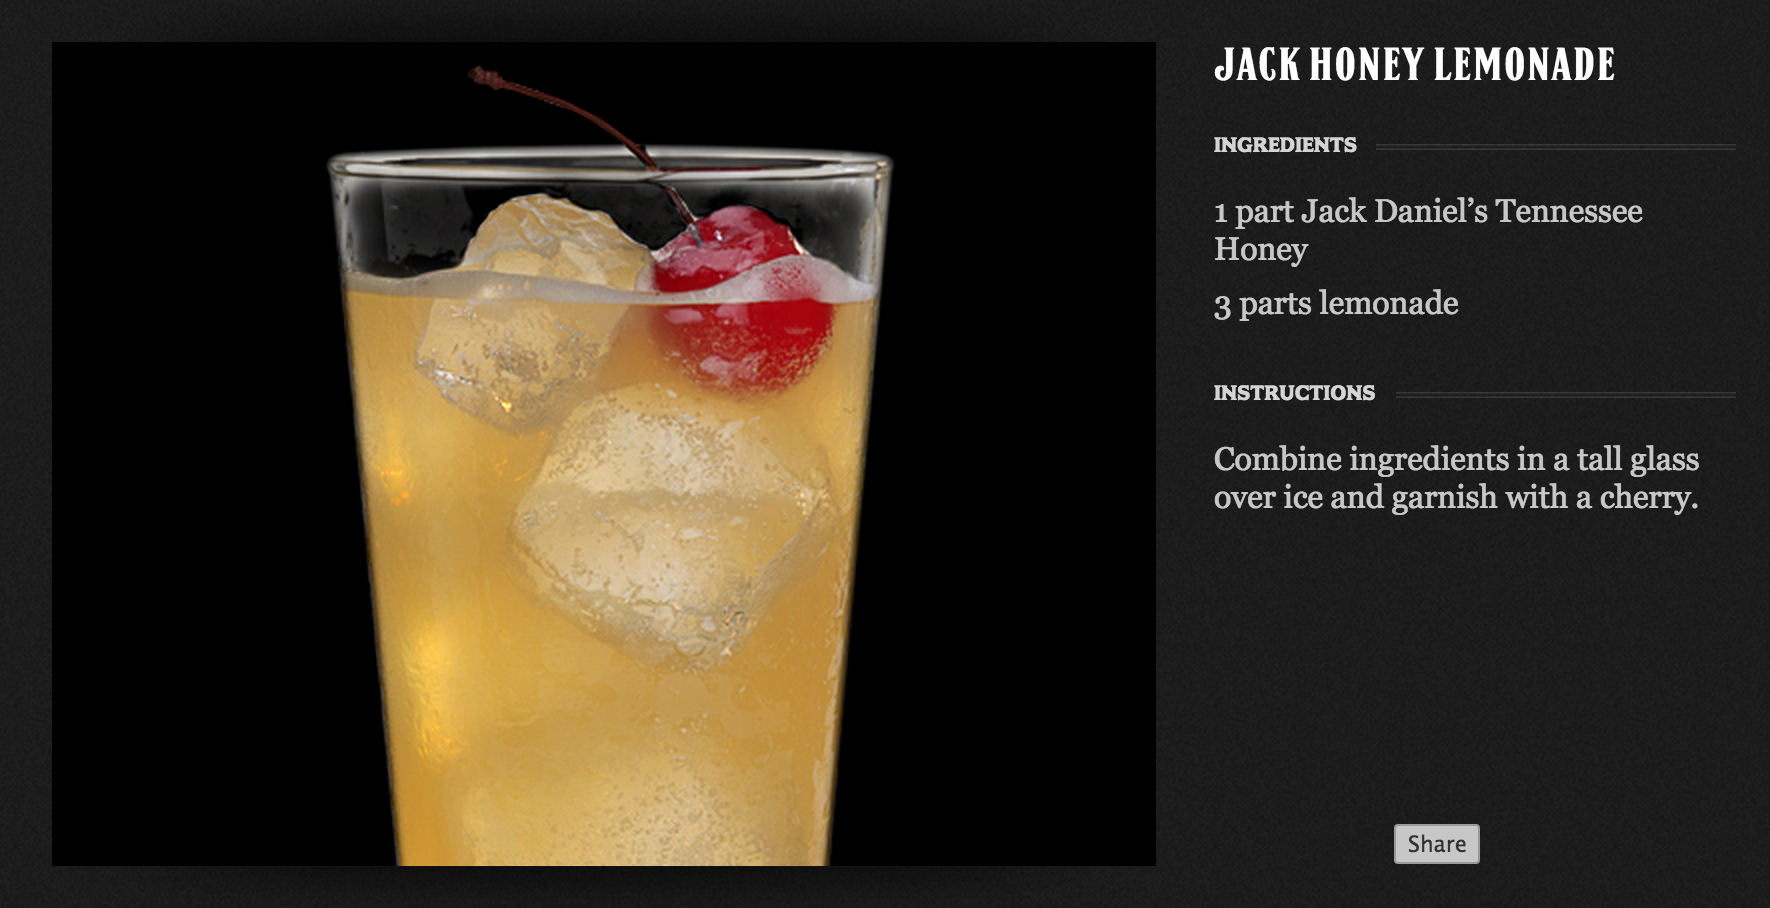 JACK HONEY LEMONADE
INGREDIENTS
1 part Jack Daniel’s Tennessee
Honey
3 parts lemonade
INSTRUCTIONS
Combine ingredients in a tall glass
over ice and garnish with a cherry.
Share